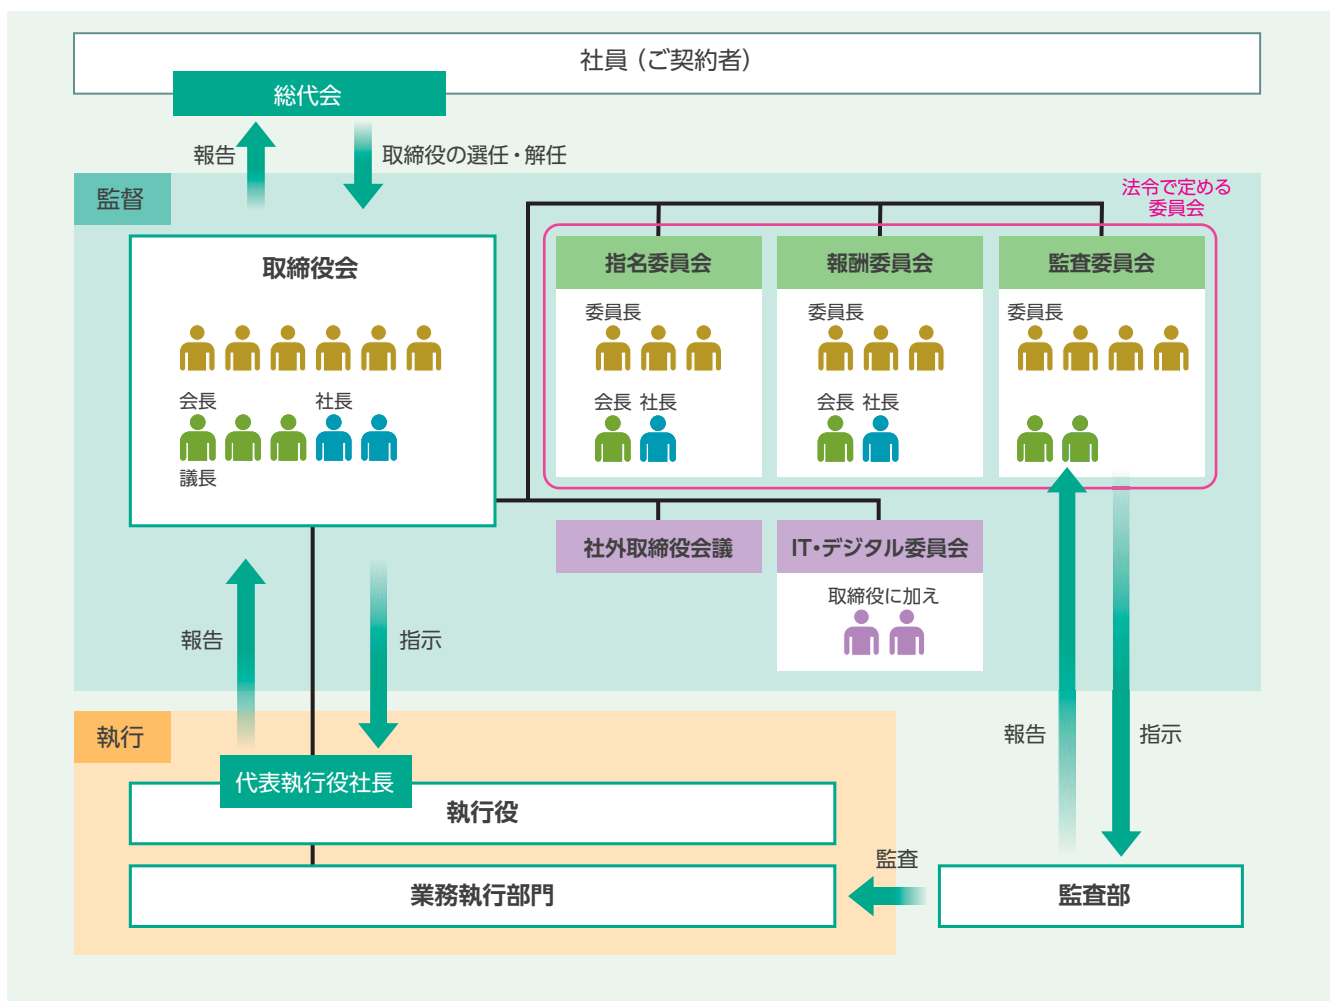 社員（ご契約者）
総代会
報告
取締役の選任・解任
監督
法令で定める
委員会
取締役会
会長
社長
議長
指名委員会
委員長
会長
社長
報酬委員会
委員長
会長
社長
監査委員会
委員長
社外取締役会議
IT・デジタル委員会
取締役に加え
報告
指示
報告
指示
執行
代表執行役社長
執行役
業務執行部門
監査
監査部